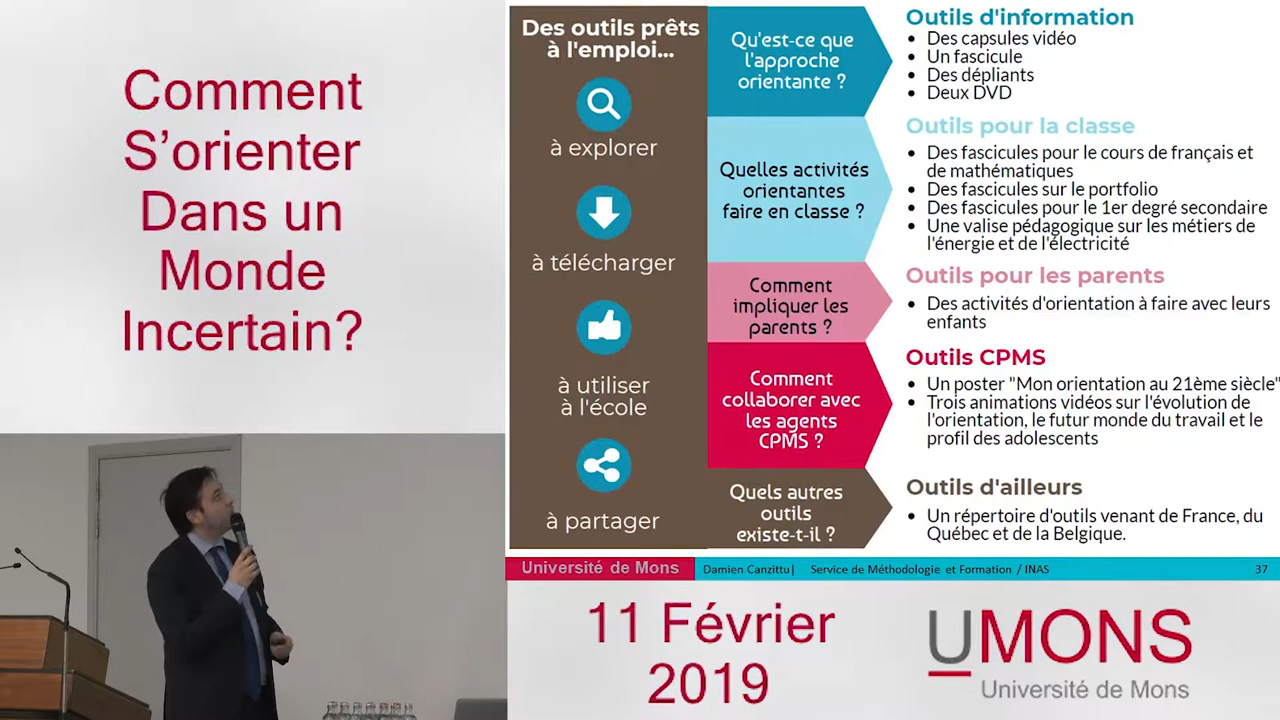 Comment
S’orienter
Dans un
Monde
Incertain?
Des outils prêts
à l'emploi...
à explorer
à télécharger
à utiliser
à l'école
à partager
Qu'est-ce que
l'approche
orientante ?
Outils d'information
• Des capsules vidéo
• Un fascicule
• Des dépliants
• Deux DVD
Quelles activités
orientantes
faire en classe ?
Outils pour la classe
• Des fascicules pour le cours de français et
de mathématiques
• Des fascicules sur le portfolio
• Des fascicules pour le 1er degré secondaire
• Une valise pédagogique sur les métiers de
l'énergie et de l'électricité
Comment
impliquer les
parents ?
Outils pour les parents
• Des activités d'orientation à faire avec leurs
enfants
Comment
collaborer avec
les agents
CPMS ?
Outils CPMS
• Un poster "Mon orientation au 21ème siècle"
• Trois animations vidéos sur l'évolution de
l'orientation, le futur monde du travail et le
profil des adolescents
Quels autres
outils
existe-t-il ?
Outils d'ailleurs
• Un répertoire d'outils venant de France, du
Québec et de la Belgique.
Université de Mons
Damien Canzittu| Service de Méthodologie et Formation / INAS
37
11 Février
2019
UMONS
Université de Mons